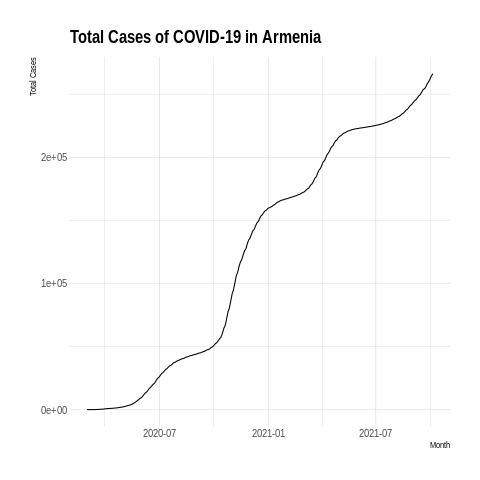 Total Cases of COVID-19 in Armenia
Total Cases
2e+05
1e+05
0e+00
2020-07
2021-01
2021-07
Month